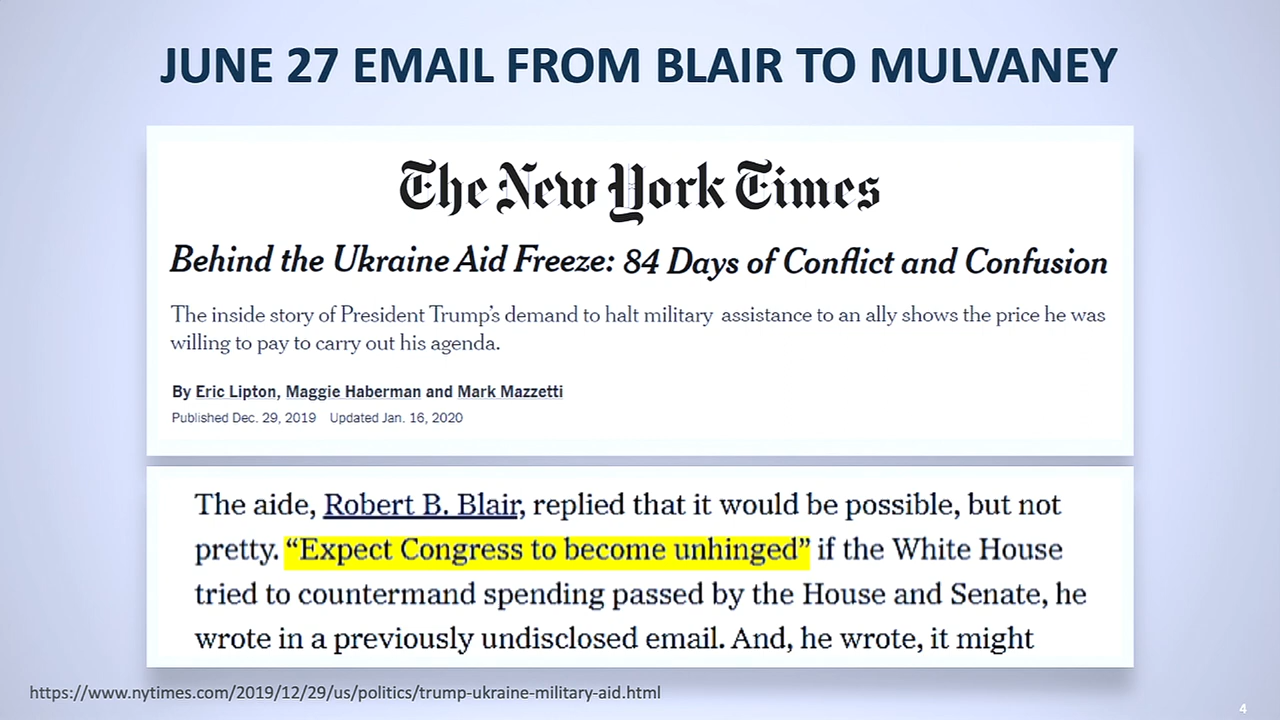 JUNE 27 EMAIL FROM BLAIR TO MULVANEY
The New York Times
Behind the Ukraine Aid Freeze: 84 Days of Conflict and Confusion
The inside story of President Trump's demand to halt military assistance to an ally shows the price he was
willing to pay to carry out his agenda.
By Eric Lipton, Maggie Haberman and Mark Mazzetti
Published Dec. 29, 2019 Updated Jan. 16, 2020
The aide, Robert B. Blair, replied that it would be possible, but not
pretty. “Expect Congress to become unhinged” if the White House
tried to countermand spending passed by the House and Senate, he
wrote in a previously undisclosed email. And, he wrote, it might
https://www.nytimes.com/2019/12/29/us/politics/trump-ukraine-military-aid.html
4